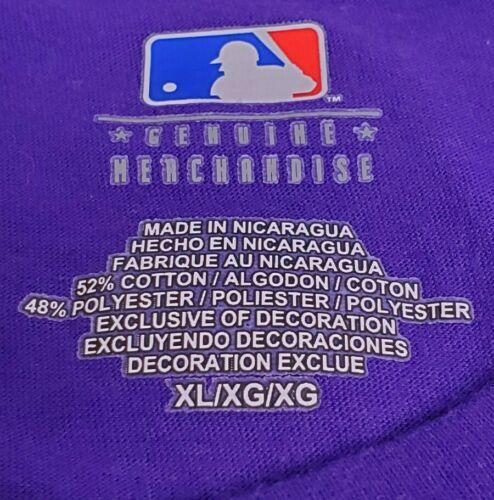 TM
GENUINE
MERCHANDISE
MADE IN NICARAGUA
HECHO EN NICARAGUA
FABRIQUE AU NICARAGUA
52% COTTON / ALGODON / COTON
48% POLYESTER / POLIESTER / POLYESTER
EXCLUSIVE OF DECORATION
EXCLUYENDO DECORACIONES
DECORATION EXCLUE
XL/XG/XG